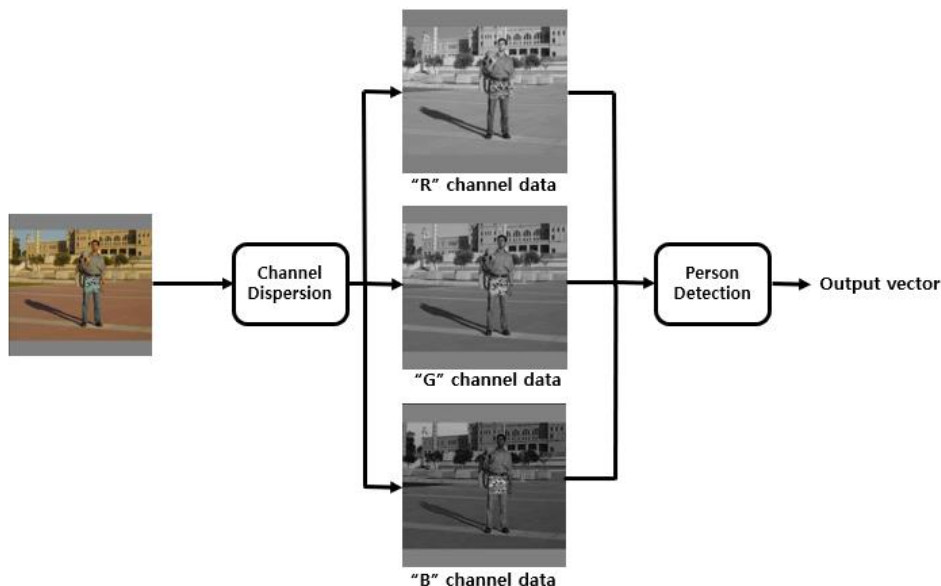 "R" channel data
Channel
Dispersion
"G" channel data
Person
Detection
Output vector
"B" channel data